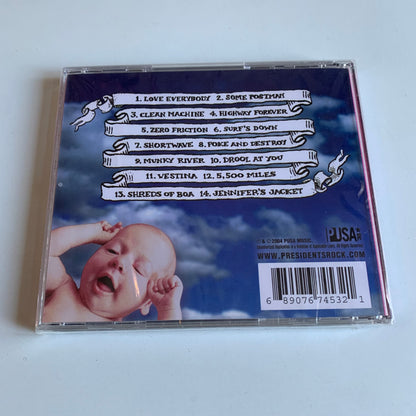 1. LOVE EVERYBODY 2. SOME POSTMAN
3. CLEAN MACHINE 4. HIGHWAY FOREVER
5. ZERO FRICTION 6. SURF'S DOWN
7. SHORTWAVE 8. POKE AND DESTROY
9. MUNKY RIVER 10. DROOL AT YOU
11. VESTINA 12. 5,500 MILES
13. SHREDS OF BOA 14. JENNIFER'S JACKET
PUSA
& © 2004 PUSA MUSIC.
WWW.PRESIDENTSROCK.COM
6 89076 74532 1